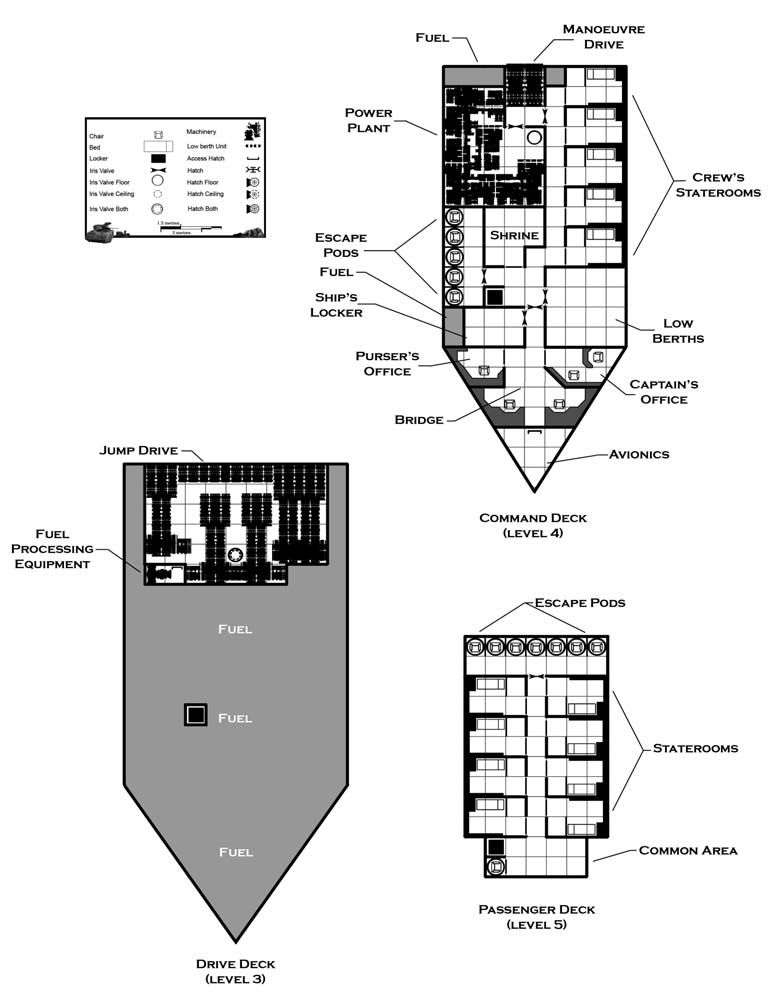 Fuel
Manoeuvre
Drive
Power
Plant
Crew's
Staterooms
Chair
Bed
Locker
Iris Valve
Iris Valve Floor
Iris Valve Ceiling
Iris Valve Both
Machinery
Low berth Unit
Access Hatch
Hatch
Hatch Floor
Hatch Ceiling
Hatch Both
1.5 metres
3 metres
Shrine
Escape
Pods
Fuel
Ship's
Locker
Low
Berths
Purser's
Office
Captain's
Office
Bridge
Avionics
Command Deck
(level 4)
Jump Drive
Fuel
Processing
Equipment
Fuel
Fuel
Fuel
Drive Deck
(level 3)
Escape Pods
Staterooms
Common Area
Passenger Deck
(level 5)